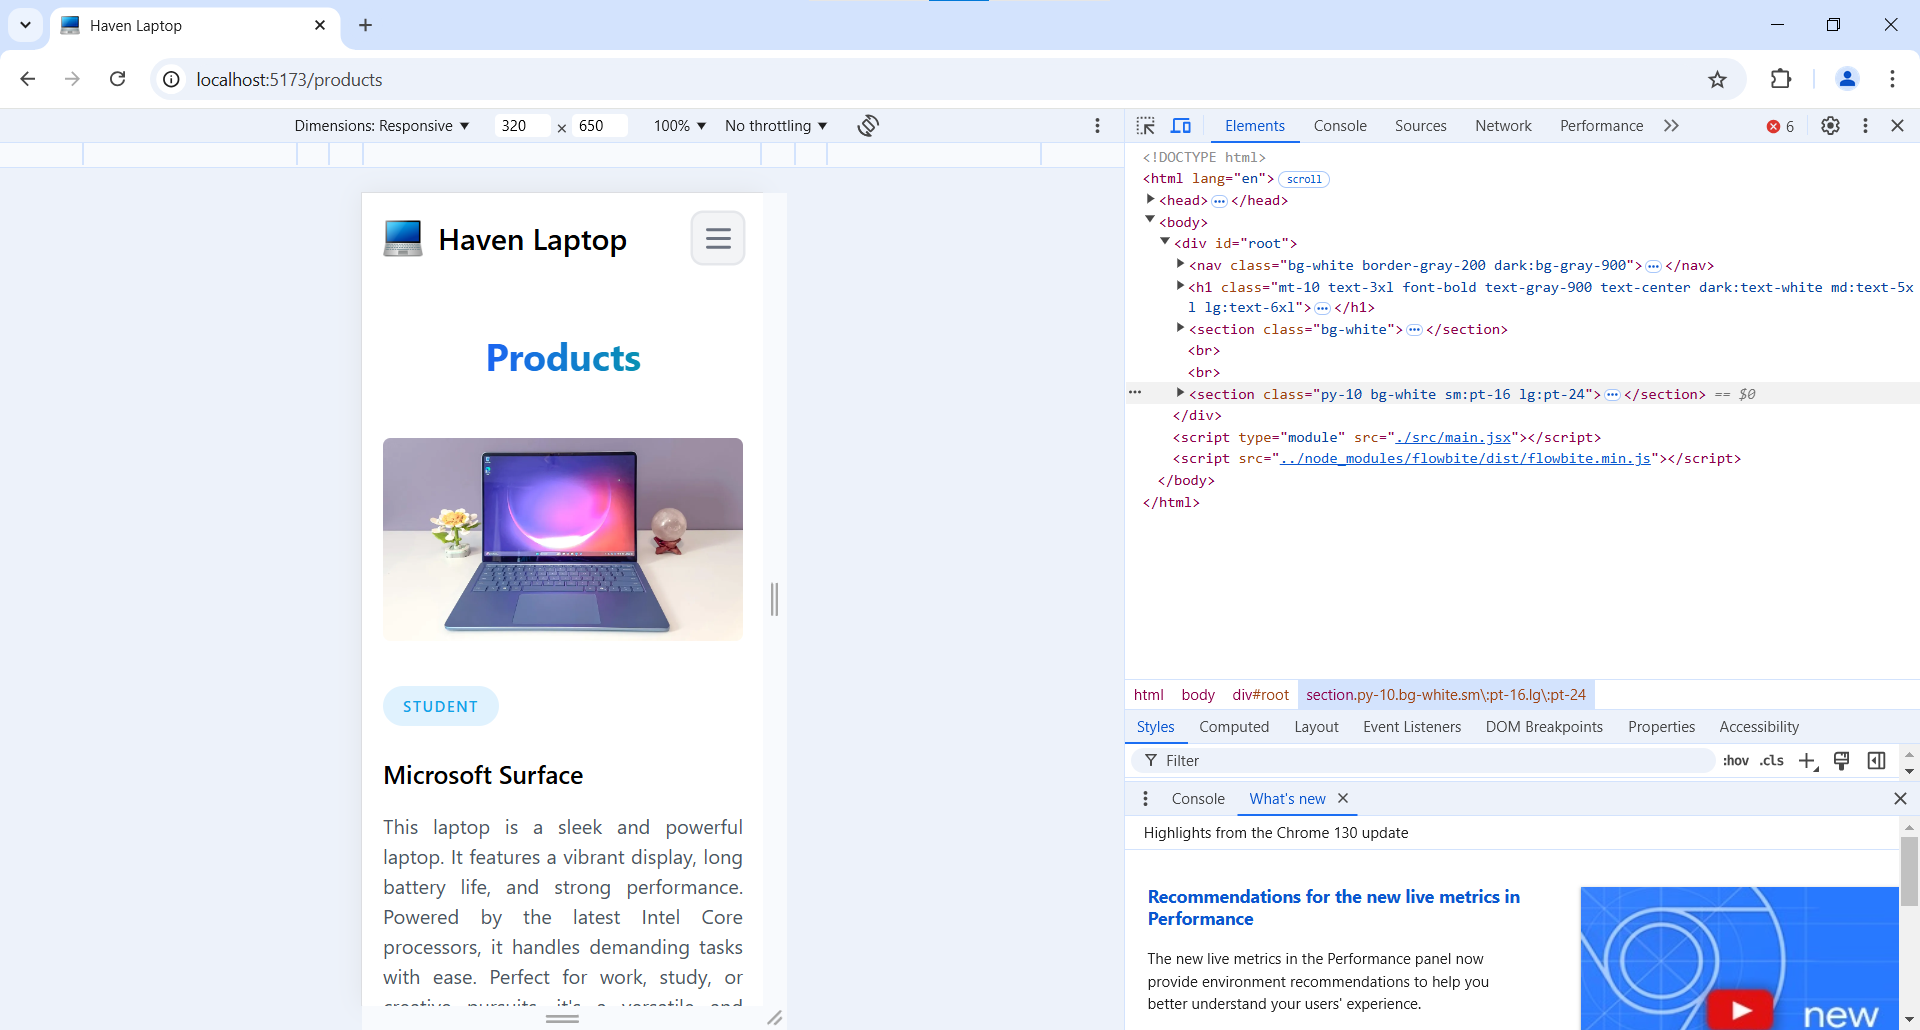 Haven Laptop
localhost:5173/products
Dimensions: Responsive 320 × 650 100% No throttling
Elements Console Sources Network Performance 6
Haven Laptop
Products
STUDENT
Microsoft Surface
This laptop is a sleek and powerful
laptop. It features a vibrant display, long
battery life, and strong performance.
Powered by the latest Intel Core
processors, it handles demanding tasks
with ease. Perfect for work, study, or
creative pursuits, it's a versatile and
<!DOCTYPE html>
<html lang="en"> scroll
<head> ••• </head>
<body>
<div id="root">
<nav class="bg-white border-gray-200 dark:bg-gray-900"> ••• </nav>
<h1 class="mt-10 text-3xl font-bold text-gray-900 text-center dark:text-white md:text-5x
l lg:text-6xl"> ••• </h1>
<section class="bg-white"> ••• </section>
<br>
<br>
<section class="py-10 bg-white sm:pt-16 lg:pt-24"> ••• </section> == $0
</div>
<script type="module" src="./src/main.jsx"></script>
<script src="../node_modules/flowbite/dist/flowbite.min.js"></script>
</body>
</html>
html body div#root section.py-10.bg-white.sm\:pt-16.lg\:pt-24
Styles Computed Layout Event Listeners DOM Breakpoints Properties Accessibility
Filter :hov .cls
Console What's new
Highlights from the Chrome 130 update
Recommendations for the new live metrics in
Performance
The new live metrics in the Performance panel now
provide environment recommendations to help you
better understand your users' experience.
new